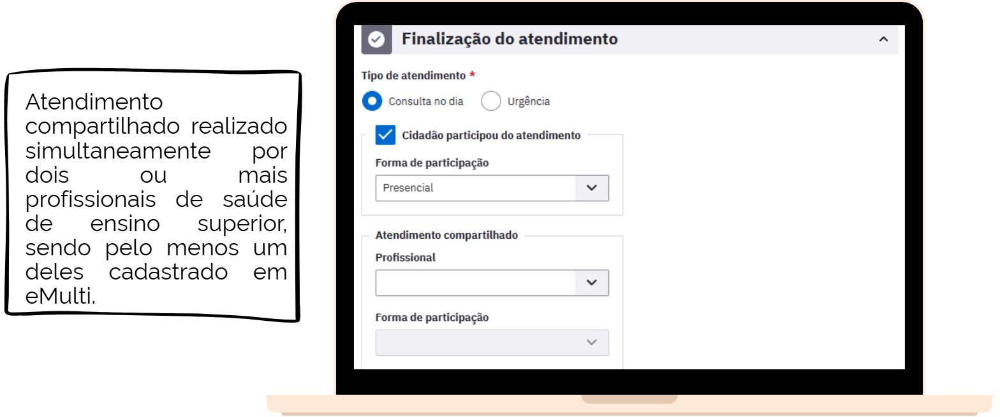 Atendimento
compartilhado realizado
simultaneamente por
dois ou mais
profissionais de saúde
de ensino superior,
sendo pelo menos um
deles cadastrado em
eMulti.
Finalização do atendimento
Tipo de atendimento *
Consulta no dia Urgência
Cidadão participou do atendimento
Forma de participação
Presencial
Atendimento compartilhado
Profissional
Forma de participação